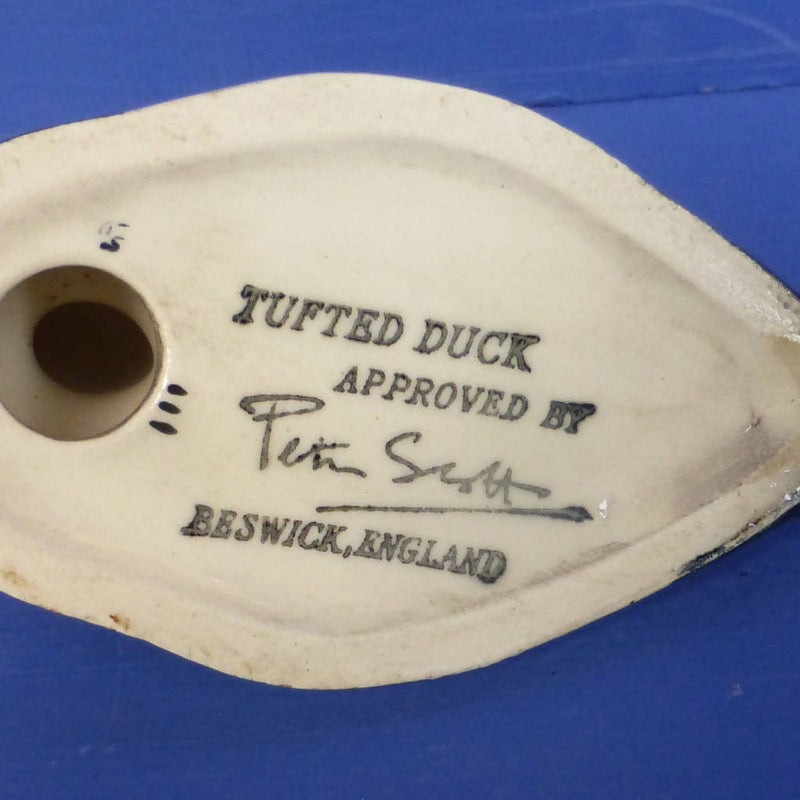 TUFTED DUCK
APPROVED BY
Peter Scott
BESWICK, ENGLAND